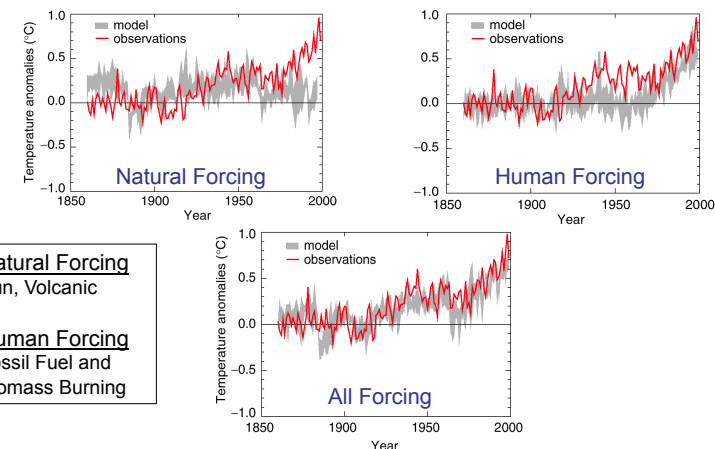 Temperature anomalies (°C)
1.0
0.5
0.0
−0.5
−1.0
model
observations
Natural Forcing
1850 1900 1950 2000
Year
1.0
0.5
0.0
−0.5
−1.0
model
observations
Human Forcing
1850 1900 1950 2000
Year
atural Forcing
un, Volcanic
uman Forcing
ossil Fuel and
omass Burning
Temperature anomalies (°C)
1.0
0.5
0.0
−0.5
−1.0
model
observations
All Forcing
1850 1900 1950 2000
Year